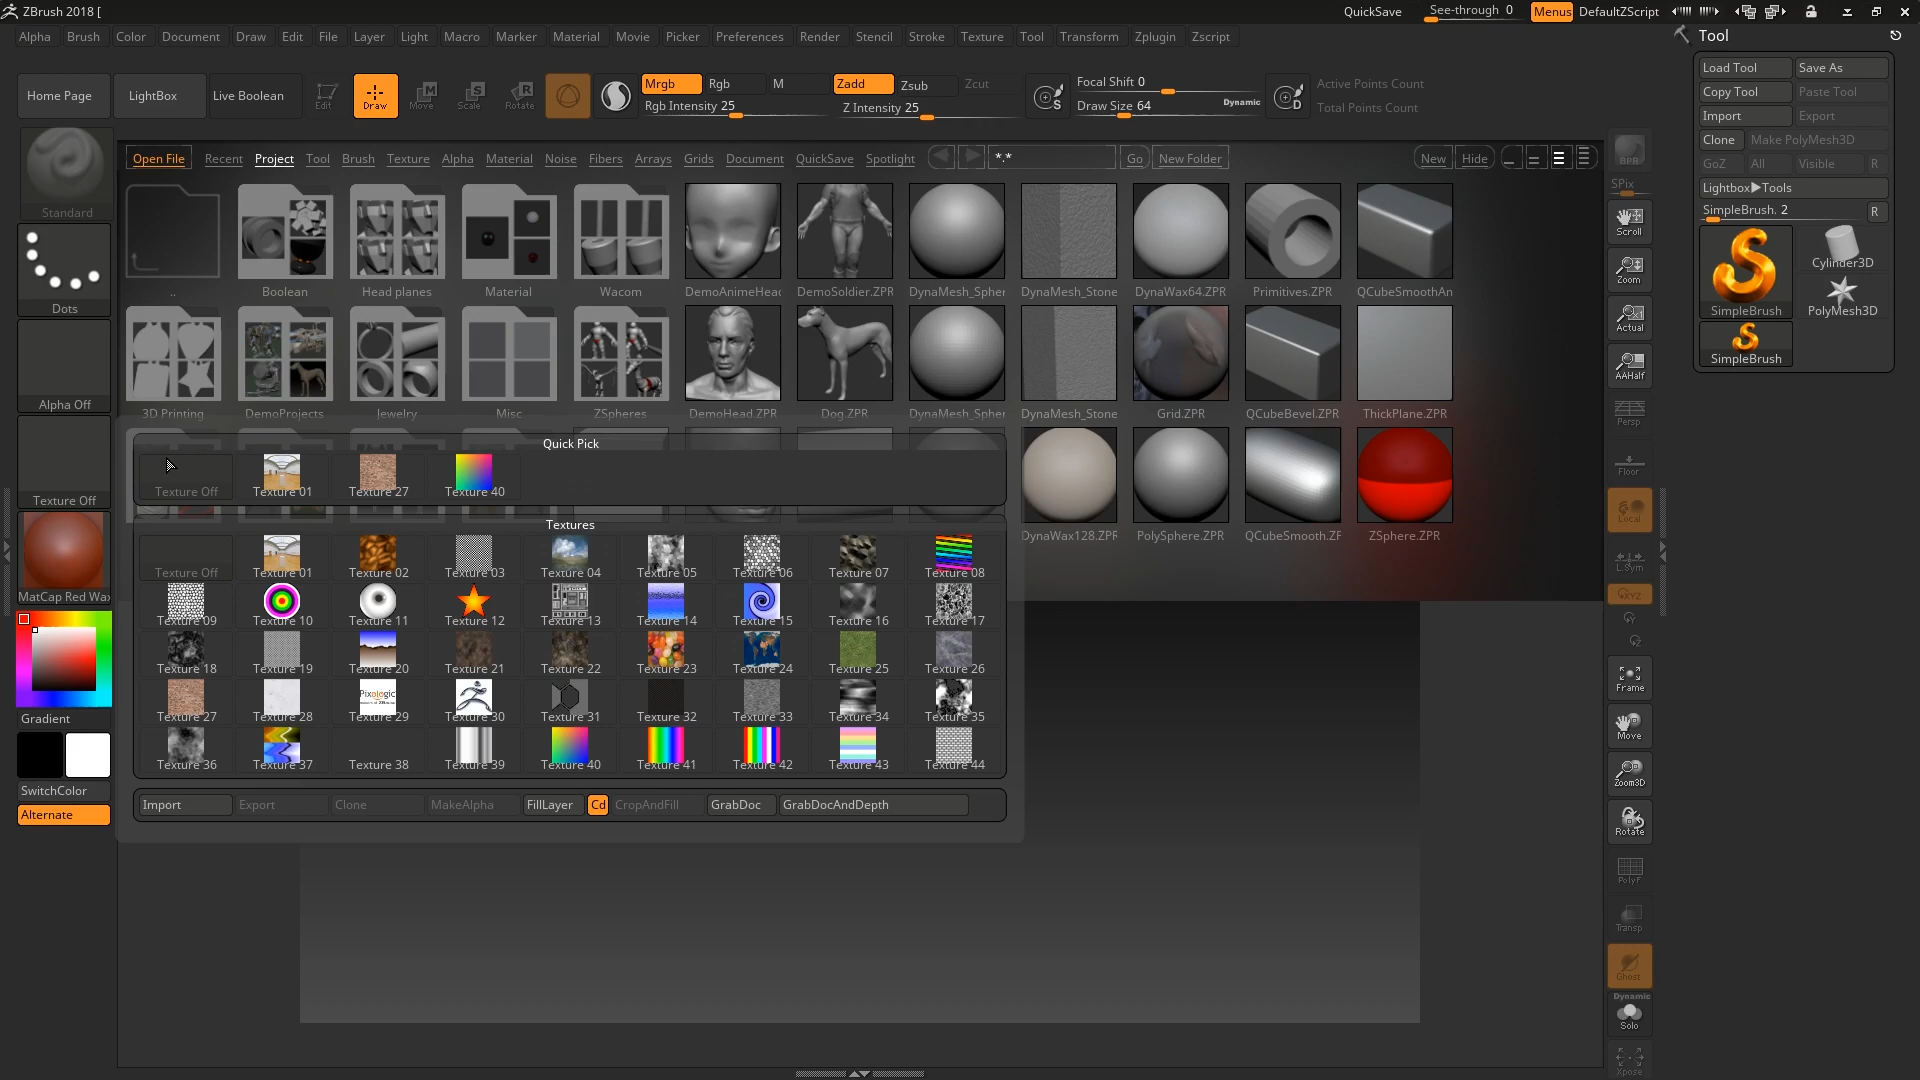 ZBrush 2018 [
QuickSave See-through 0 Menus DefaultZScript
Alpha Brush Color Document Draw Edit File Layer Light Macro Marker Material Movie Picker Preferences Render Stencil Stroke Texture Tool Transform Zplugin Zscript
Tool
Load Tool Save As
Copy Tool Paste Tool
Import Export
Clone Make PolyMesh3D
GoZ All Visible R
Lightbox▶Tools
SimpleBrush. 2 R
SimpleBrush Cylinder3D
PolyMesh3D
SimpleBrush
Home Page LightBox Live Boolean
Edit Draw Move Scale Rotate
Mrgb Rgb M
Rgb Intensity 25
Zadd Zsub Zcut
Z Intensity 25
S
Focal Shift 0
Draw Size 64 Dynamic
D
Active Points Count
Total Points Count
Open File Recent Project Tool Brush Texture Alpha Material Noise Fibers Arrays Grids Document QuickSave Spotlight *.* Go New Folder New Hide
.. Boolean Head planes Material Wacom DemoAnimeHead DemoSoldier.ZPR DynaMesh_Spher DynaMesh_Stone DynaWax64.ZPR Primitives.ZPR QCubeSmoothAn
3D Printing DemoProjects Jewelry Misc ZSpheres DemoHead.ZPR Dog.ZPR DynaMesh_Spher DynaMesh_Stone Grid.ZPR QCubeBevel.ZPR ThickPlane.ZPR
DynaWax128.ZPR PolySphere.ZPR QCubeSmooth.ZF ZSphere.ZPR
Standard
Dots
Alpha Off
Texture Off
MatCap Red Wax
Gradient
SwitchColor
Alternate
Quick Pick
Texture Off Texture 01 Texture 27 Texture 40
Textures
Texture Off Texture 01 Texture 02 Texture 03 Texture 04 Texture 05 Texture 06 Texture 07 Texture 08
Texture 09 Texture 10 Texture 11 Texture 12 Texture 13 Texture 14 Texture 15 Texture 16 Texture 17
Texture 18 Texture 19 Texture 20 Texture 21 Texture 22 Texture 23 Texture 24 Texture 25 Texture 26
Pixologic
Texture 27 Texture 28 Texture 29 Texture 30 Texture 31 Texture 32 Texture 33 Texture 34 Texture 35
Texture 36 Texture 37 Texture 38 Texture 39 Texture 40 Texture 41 Texture 42 Texture 43 Texture 44
Import Export Clone MakeAlpha FillLayer Cd CropAndFill GrabDoc GrabDocAndDepth
BPR
SPix
Scroll
Zoom
Actual
AAHalf
Persp
Floor
Local
L.Sym
XYZ
Frame
Move
Zoom3D
Rotate
PolyF
Transp
Ghost
Dynamic
Solo
Xpose